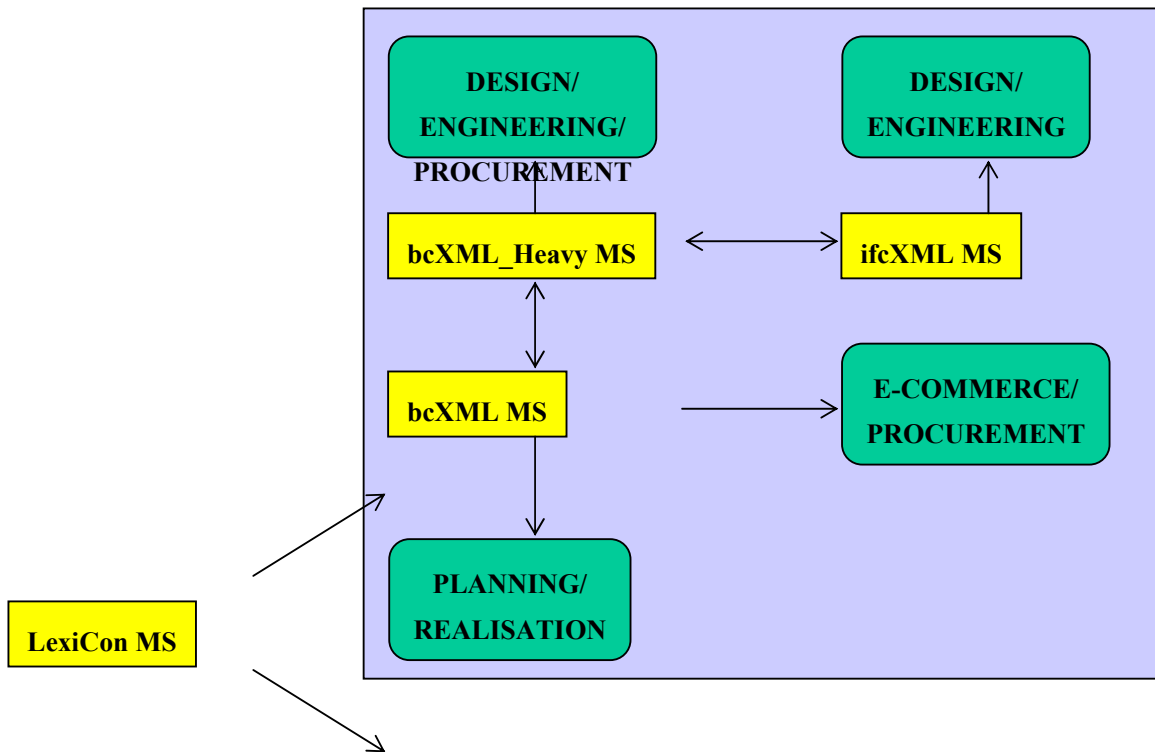 DESIGN/
ENGINEERING/
PROCUREMENT
DESIGN/
ENGINEERING
bcXML_Heavy MS
ifcXML MS
bcXML MS
E-COMMERCE/
PROCUREMENT
PLANNING/
REALISATION
LexiCon MS